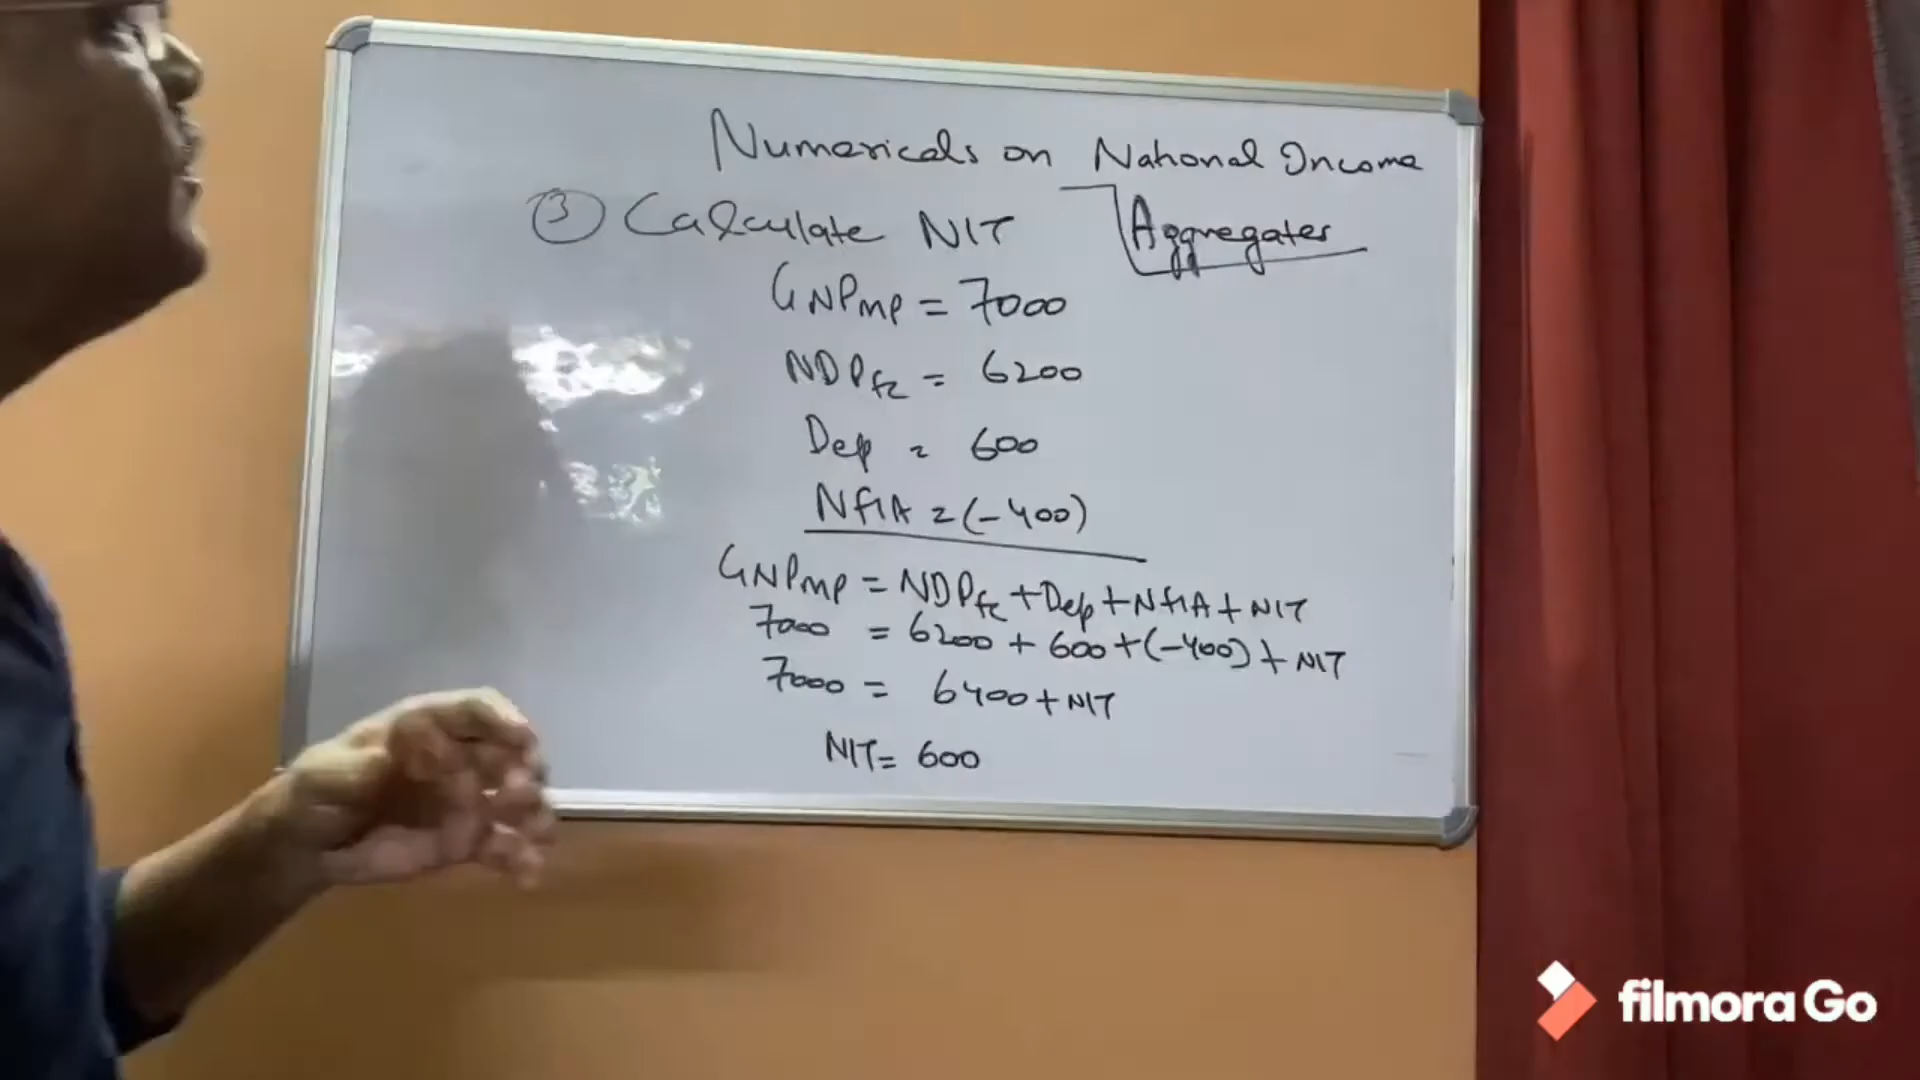 Numericals on National Income
③ Calculate NIT Aggregates
GNPMP = 7000
NDPfc = 6200
Dep = 600
NFIA = (-400)
GNPMP = NDPfc + Dep + NFIA + NIT
7000 = 6200 + 600 + (-400) + NIT
7000 = 6400 + NIT
NIT = 600
filmora Go